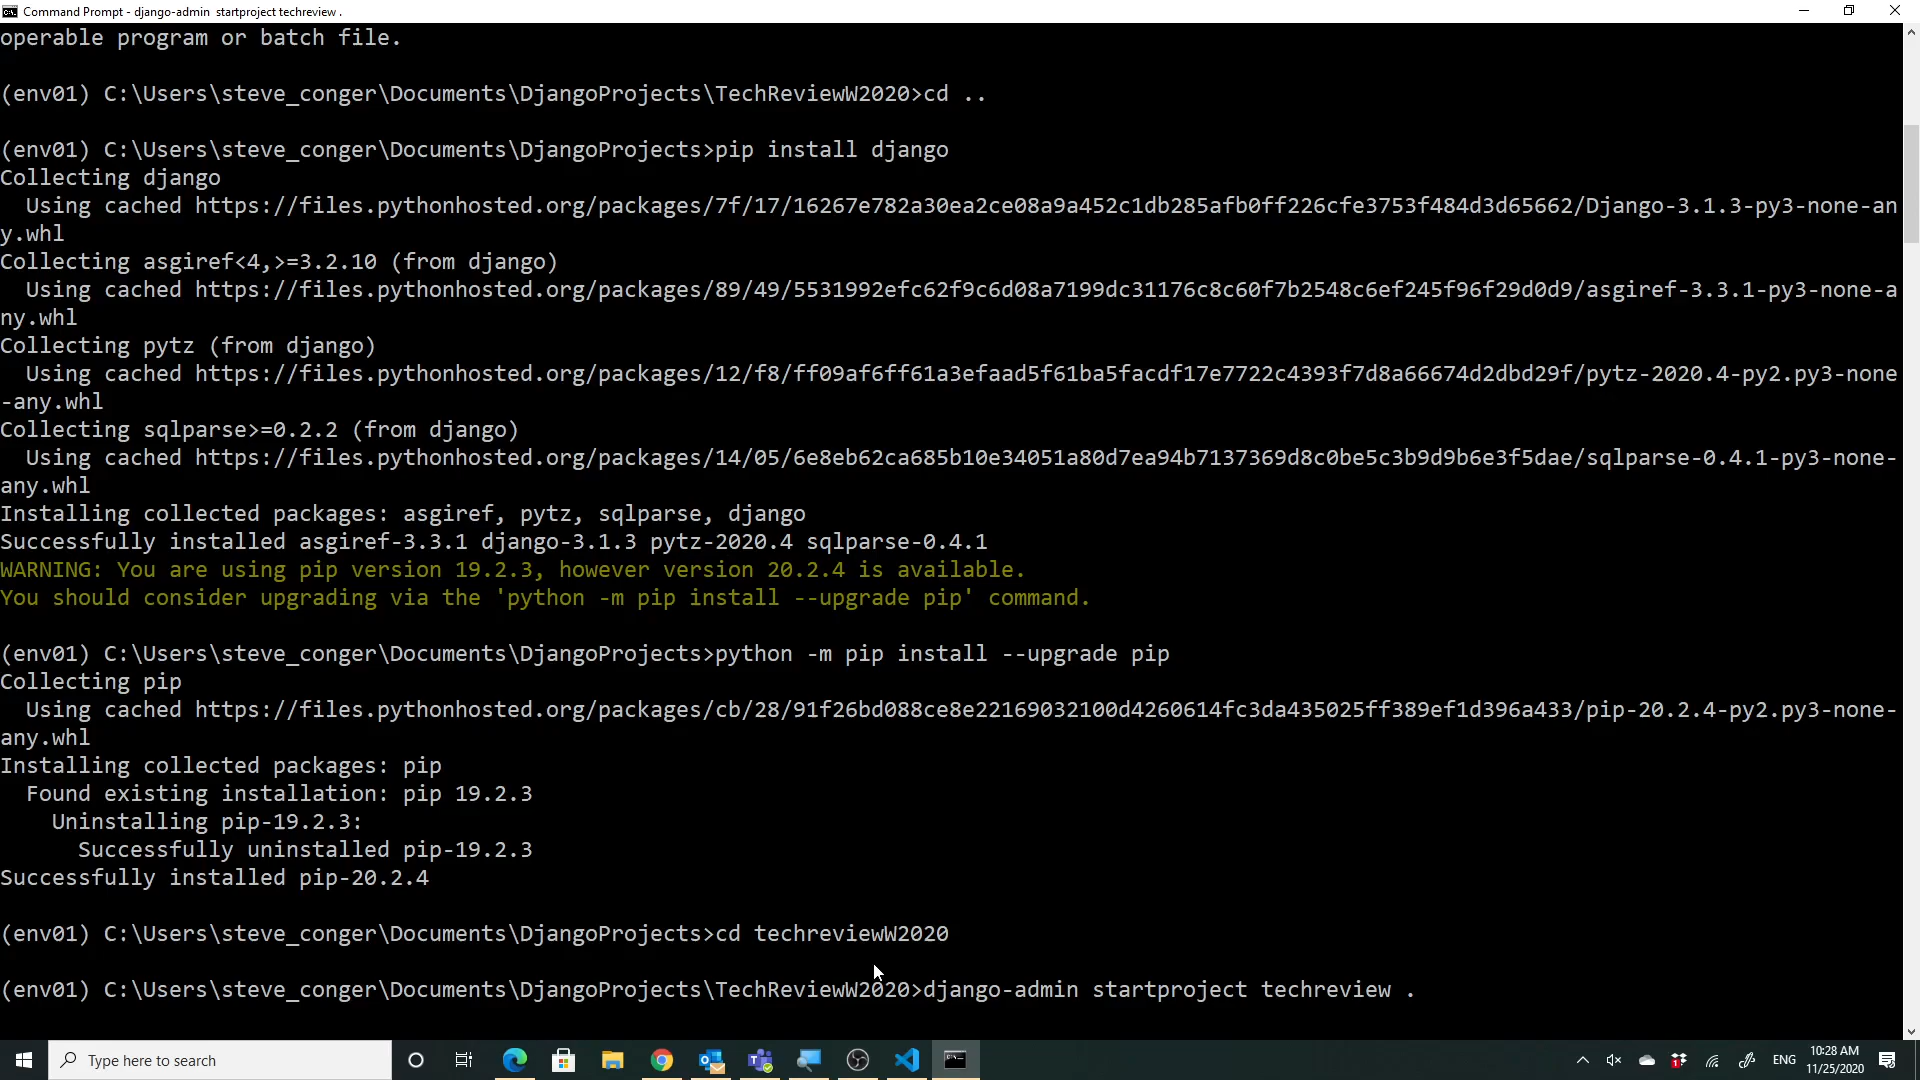 Command Prompt - django-admin  startproject techreview .
operable program or batch file.
(env01) C:\Users\steve_conger\Documents\DjangoProjects\TechReviewW2020>cd ..
(env01) C:\Users\steve_conger\Documents\DjangoProjects>pip install django
Collecting django
  Using cached https://files.pythonhosted.org/packages/7f/17/16267e782a30ea2ce08a9a452c1db285afb0ff226cfe3753f484d3d65662/Django-3.1.3-py3-none-an
y.whl
Collecting asgiref<4,>=3.2.10 (from django)
  Using cached https://files.pythonhosted.org/packages/89/49/5531992efc62f9c6d08a7199dc31176c8c60f7b2548c6ef245f96f29d0d9/asgiref-3.3.1-py3-none-a
ny.whl
Collecting pytz (from django)
  Using cached https://files.pythonhosted.org/packages/12/f8/ff09af6ff61a3efaad5f61ba5facdf17e7722c4393f7d8a66674d2dbd29f/pytz-2020.4-py2.py3-none
-any.whl
Collecting sqlparse>=0.2.2 (from django)
  Using cached https://files.pythonhosted.org/packages/14/05/6e8eb62ca685b10e34051a80d7ea94b7137369d8c0be5c3b9d9b6e3f5dae/sqlparse-0.4.1-py3-none-
any.whl
Installing collected packages: asgiref, pytz, sqlparse, django
Successfully installed asgiref-3.3.1 django-3.1.3 pytz-2020.4 sqlparse-0.4.1
WARNING: You are using pip version 19.2.3, however version 20.2.4 is available.
You should consider upgrading via the 'python -m pip install --upgrade pip' command.
(env01) C:\Users\steve_conger\Documents\DjangoProjects>python -m pip install --upgrade pip
Collecting pip
  Using cached https://files.pythonhosted.org/packages/cb/28/91f26bd088ce8e22169032100d4260614fc3da435025ff389ef1d396a433/pip-20.2.4-py2.py3-none-
any.whl
Installing collected packages: pip
  Found existing installation: pip 19.2.3
    Uninstalling pip-19.2.3:
      Successfully uninstalled pip-19.2.3
Successfully installed pip-20.2.4
(env01) C:\Users\steve_conger\Documents\DjangoProjects>cd techreviewW2020
(env01) C:\Users\steve_conger\Documents\DjangoProjects\TechReviewW2020>django-admin startproject techreview .
Type here to search
ENG
10:28 AM
11/25/2020